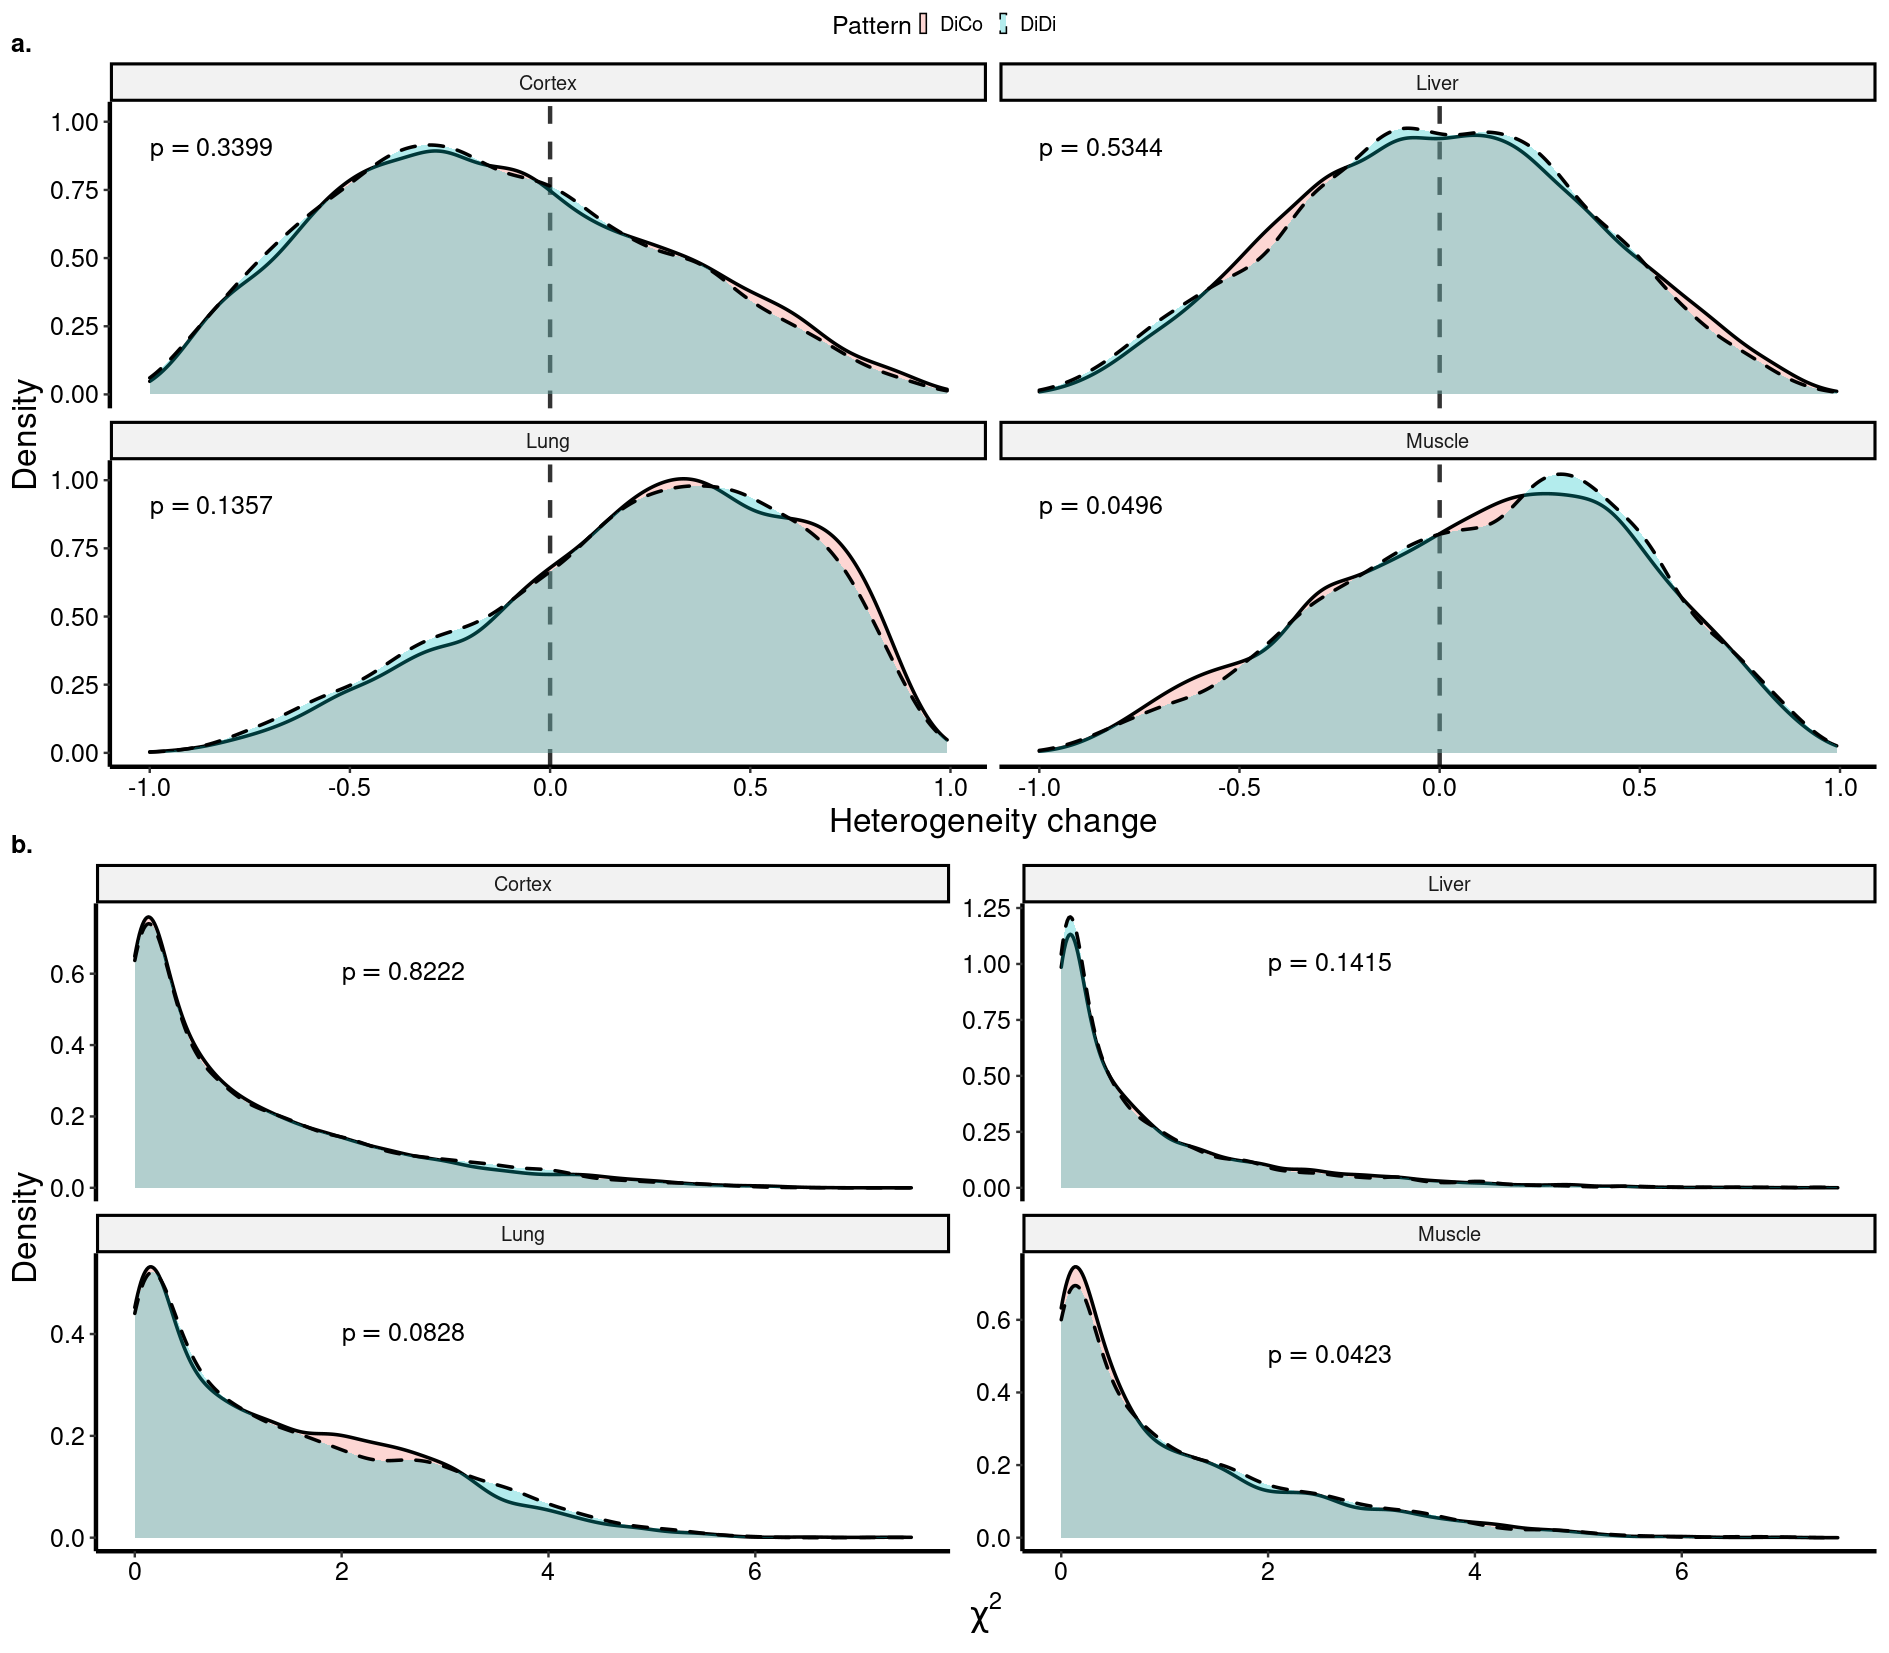 Pattern DiCo DiDi
a.
Cortex Liver
1.00
p = 0.3399 p = 0.5344
0.75
0.50
0.25
0.00
Density
Lung Muscle
1.00
p = 0.1357 p = 0.0496
0.75
0.50
0.25
0.00
-1.0 -0.5 0.0 0.5 1.0 -1.0 -0.5 0.0 0.5 1.0
Heterogeneity change
b.
Cortex Liver
1.25
p = 0.8222 p = 0.1415
0.6 1.00
0.75
0.4
0.50
0.2 0.25
0.0 0.00
Density
Lung Muscle
0.6
0.4 p = 0.0828 p = 0.0423
0.4
0.2 0.2
0.0 0.0
0 2 4 6 0 2 4 6
χ²